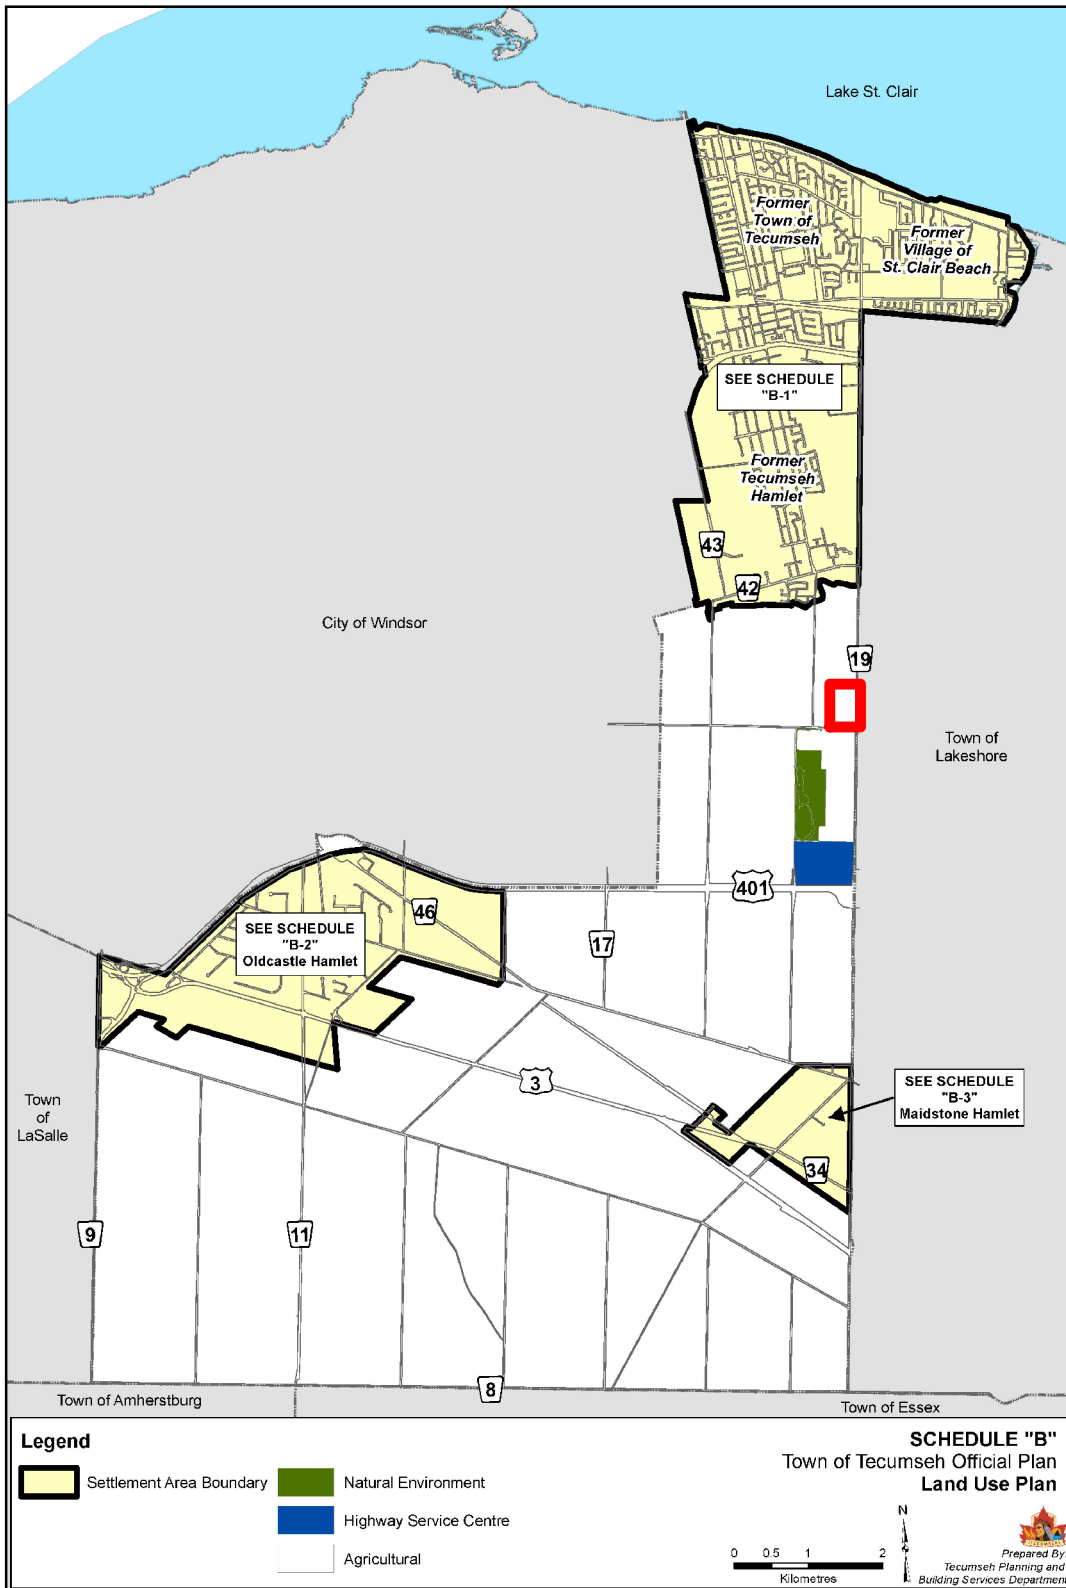 Lake St. Clair
Former
Town of
Tecumseh
Former
Village of
St. Clair Beach
SEE SCHEDULE
"B-1"
Former
Tecumseh
Hamlet
43
42
City of Windsor
19
Town of
Lakeshore
401
46
SEE SCHEDULE
"B-2"
Oldcastle Hamlet
17
3
SEE SCHEDULE
"B-3"
Maidstone Hamlet
Town
of
LaSalle
34
9
11
8
Town of Amherstburg
Town of Essex
Legend
Settlement Area Boundary
Natural Environment
Highway Service Centre
Agricultural
SCHEDULE "B"
Town of Tecumseh Official Plan
Land Use Plan
N
0 0.5 1 2
Kilometres
Prepared By:
Tecumseh Planning and
Building Services Department